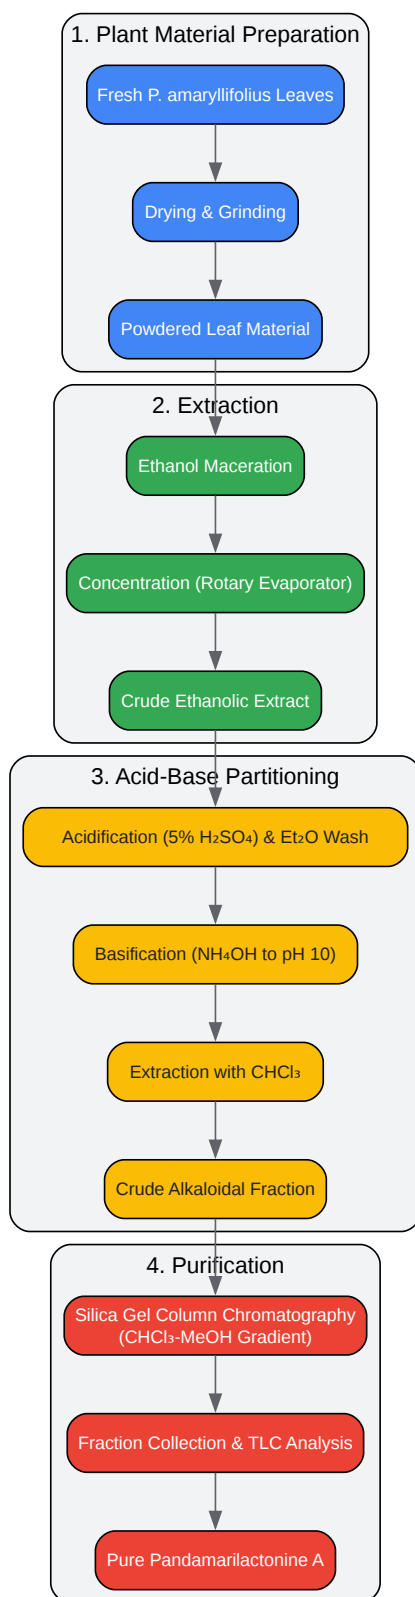 1. Plant Material Preparation
Fresh P. amaryllifolius Leaves
Drying & Grinding
Powdered Leaf Material
2. Extraction
Ethanol Maceration
Concentration (Rotary Evaporator)
Crude Ethanolic Extract
3. Acid-Base Partitioning
Acidification (5% H₂SO₄) & Et₂O Wash
Basification (NH₄OH to pH 10)
Extraction with CHCl₃
Crude Alkaloidal Fraction
4. Purification
Silica Gel Column Chromatography
(CHCl₃-MeOH Gradient)
Fraction Collection & TLC Analysis
Pure Pandamarilactonine A